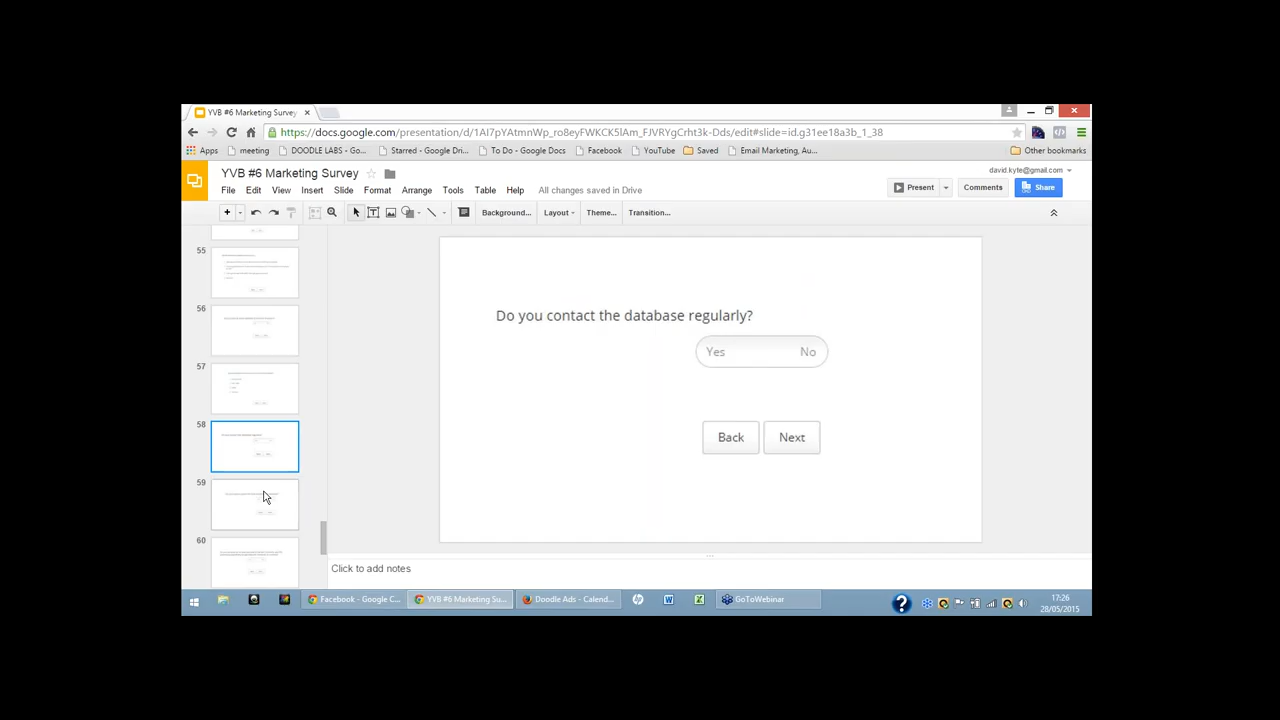 YVB #6 Marketing Survey
https://docs.google.com/presentation/d/1AI7pYAtmnWp_ro8eyFWKCK5lAm_FJVRYgCrht3k-Dds/edit#slide=id.g31ee18a3b_1_38
Apps meeting DOODLE LABS - Go... Starred - Google Dri... To Do - Google Docs Facebook YouTube Saved Email Marketing, Au... Other bookmarks
YVB #6 Marketing Survey
david.kyte@gmail.com
File Edit View Insert Format Arrange Tools Table Help All changes saved in Drive
Present Comments Share
Background... Layout Theme... Transition...
55
56
57
58
59
60
Do you contact the database regularly?
Yes No
Back Next
Click to add notes
Facebook - Google C... YVB #6 Marketing Su... Doodle Ads - Calend... GoToWebinar
17:26
28/05/2015